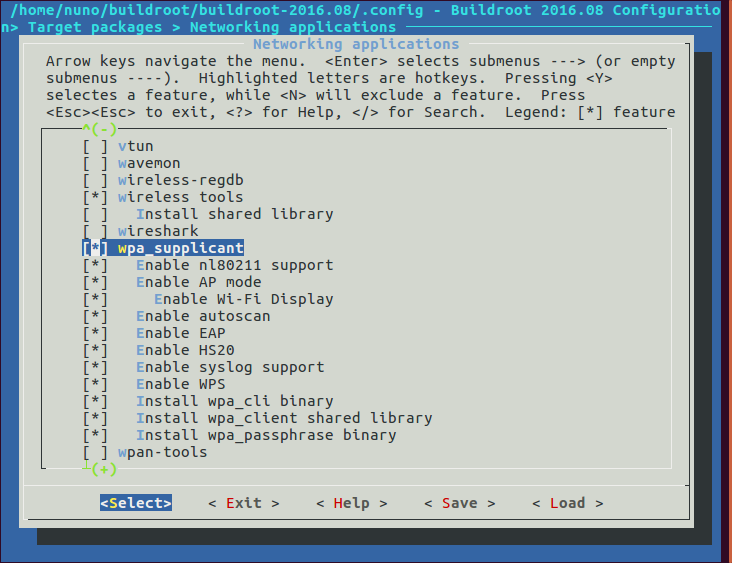 /home/nuno/buildroot/buildroot-2016.08/.config - Buildroot 2016.08 Configuratio
n> Target packages > Networking applications
Networking applications
Arrow keys navigate the menu.  <Enter> selects submenus ---> (or empty
submenus ----).  Highlighted letters are hotkeys.  Pressing <Y>
selectes a feature, while <N> will exclude a feature.  Press
<Esc><Esc> to exit, <?> for Help, </> for Search.  Legend: [*] feature
^(-)
[ ] vtun
[ ] wavemon
[ ] wireless-regdb
[*] wireless tools
[ ]   Install shared library
[ ] wireshark
[*] wpa_supplicant
[*]   Enable nl80211 support
[*]   Enable AP mode
[*]     Enable Wi-Fi Display
[*]   Enable autoscan
[*]   Enable EAP
[*]   Enable HS20
[*]   Enable syslog support
[*]   Enable WPS
[*]   Install wpa_cli binary
[*]   Install wpa_client shared library
[*]   Install wpa_passphrase binary
[ ] wpan-tools
┴(+)
<Select>    < Exit >    < Help >    < Save >    < Load >